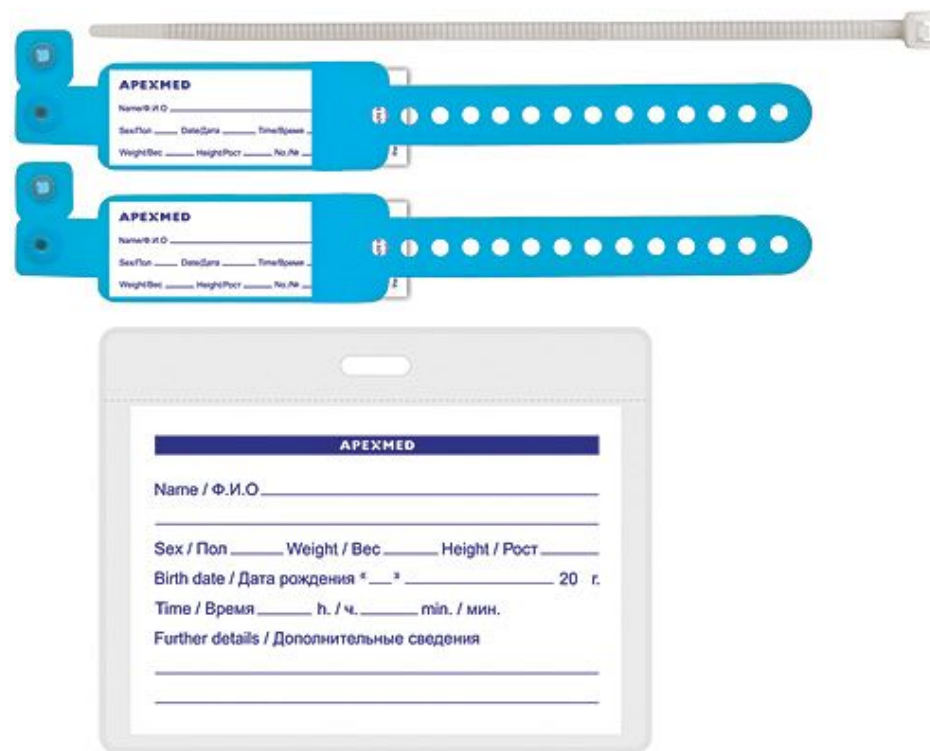 APEXMED
Name/Ф.И.О
Sex/Пол Date/Дата Time/Время
Weight/Вес Height/Рост No./№
APEXMED
Name/Ф.И.О
Sex/Пол Date/Дата Time/Время
Weight/Вес Height/Рост No./№
APEXMED
Name / Ф.И.О
Sex / Пол Weight / Вес Height / Рост
Birth date / Дата рождения « » 20 г.
Time / Время h. / ч. min. / мин.
Further details / Дополнительные сведения